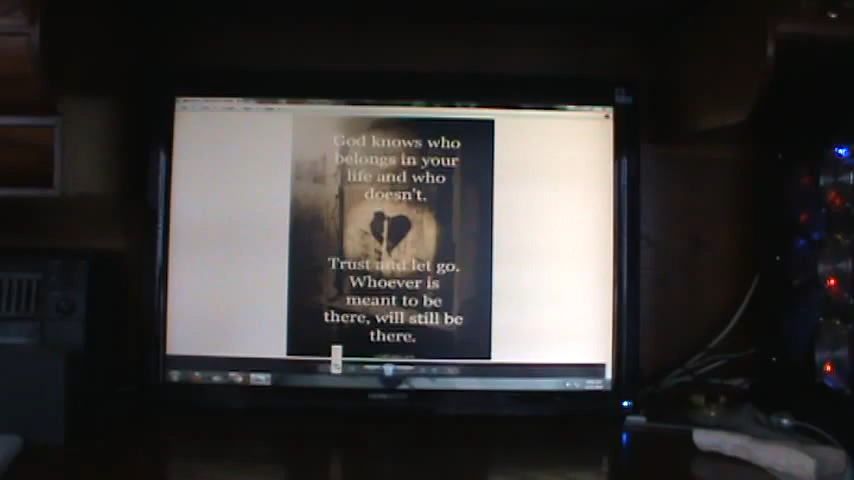 God knows who
belongs in your
life and who
doesn't.
Trust and let go.
Whoever is
meant to be
there, will still be
there.